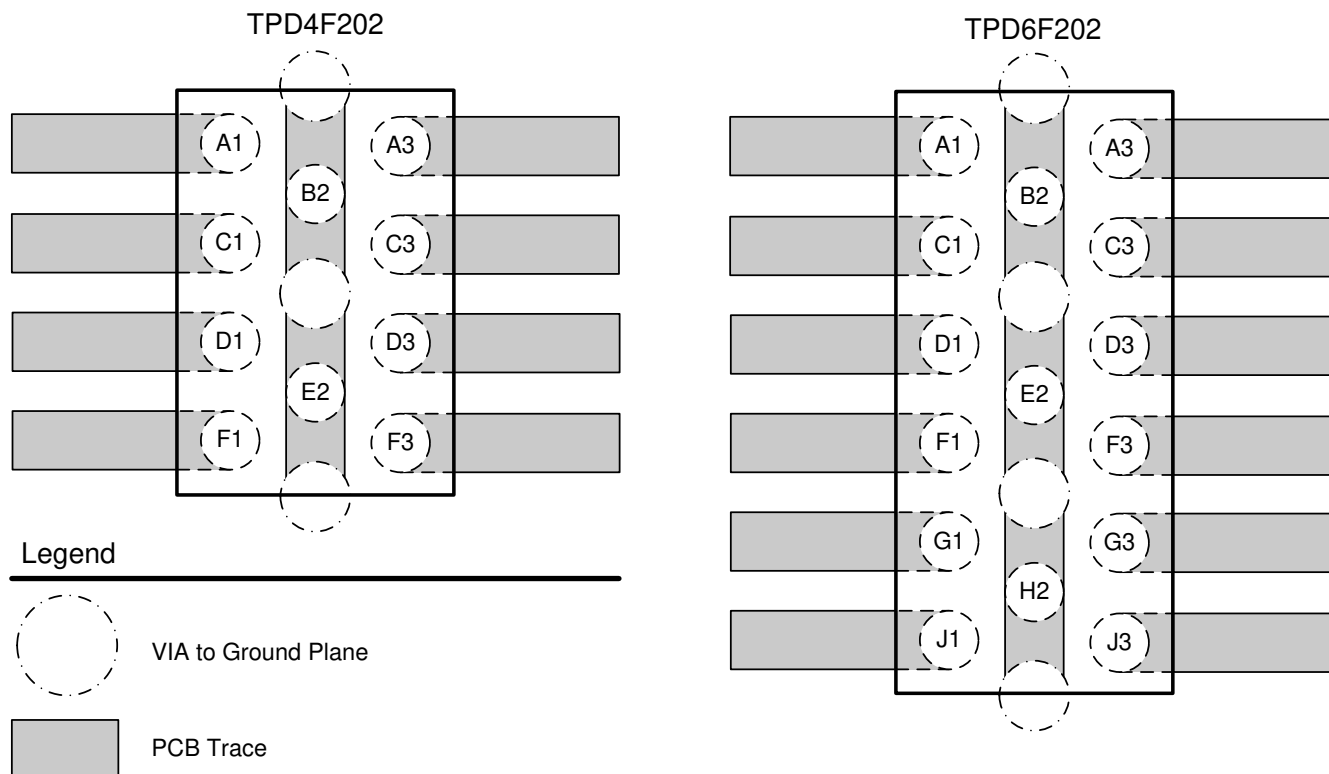 TPD4F202
A1
A3
B2
C1
C3
D1
D3
E2
F1
F3
TPD6F202
A1
A3
B2
C1
C3
D1
D3
E2
F1
F3
G1
G3
H2
J1
J3
Legend
VIA to Ground Plane
PCB Trace